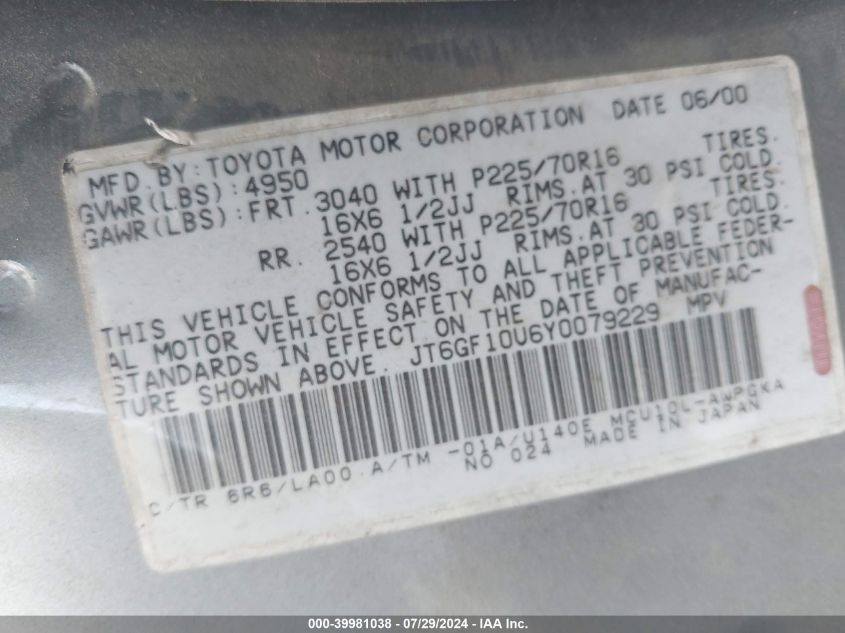 MFD. BY: TOYOTA MOTOR CORPORATION DATE 06/00
GVWR(LBS): 4950
GAWR(LBS): FRT. 3040 WITH P225/70R16 TIRES.
16X6 1/2JJ RIMS.AT 30 PSI COLD.
RR. 2540 WITH P225/70R16 TIRES.
16X6 1/2JJ RIMS.AT 30 PSI COLD.
THIS VEHICLE CONFORMS TO ALL APPLICABLE FEDER-
AL MOTOR VEHICLE SAFETY AND THEFT PREVENTION
STANDARDS IN EFFECT ON THE DATE OF MANUFAC-
TURE SHOWN ABOVE. JT6GF10U6Y0079229 MPV
C/TR 6R6/LA00 A/TM -01A/U140E MCU10L-AWPGKA
NO 024 MADE IN JAPAN
000-39981038 - 07/29/2024 - IAA Inc.